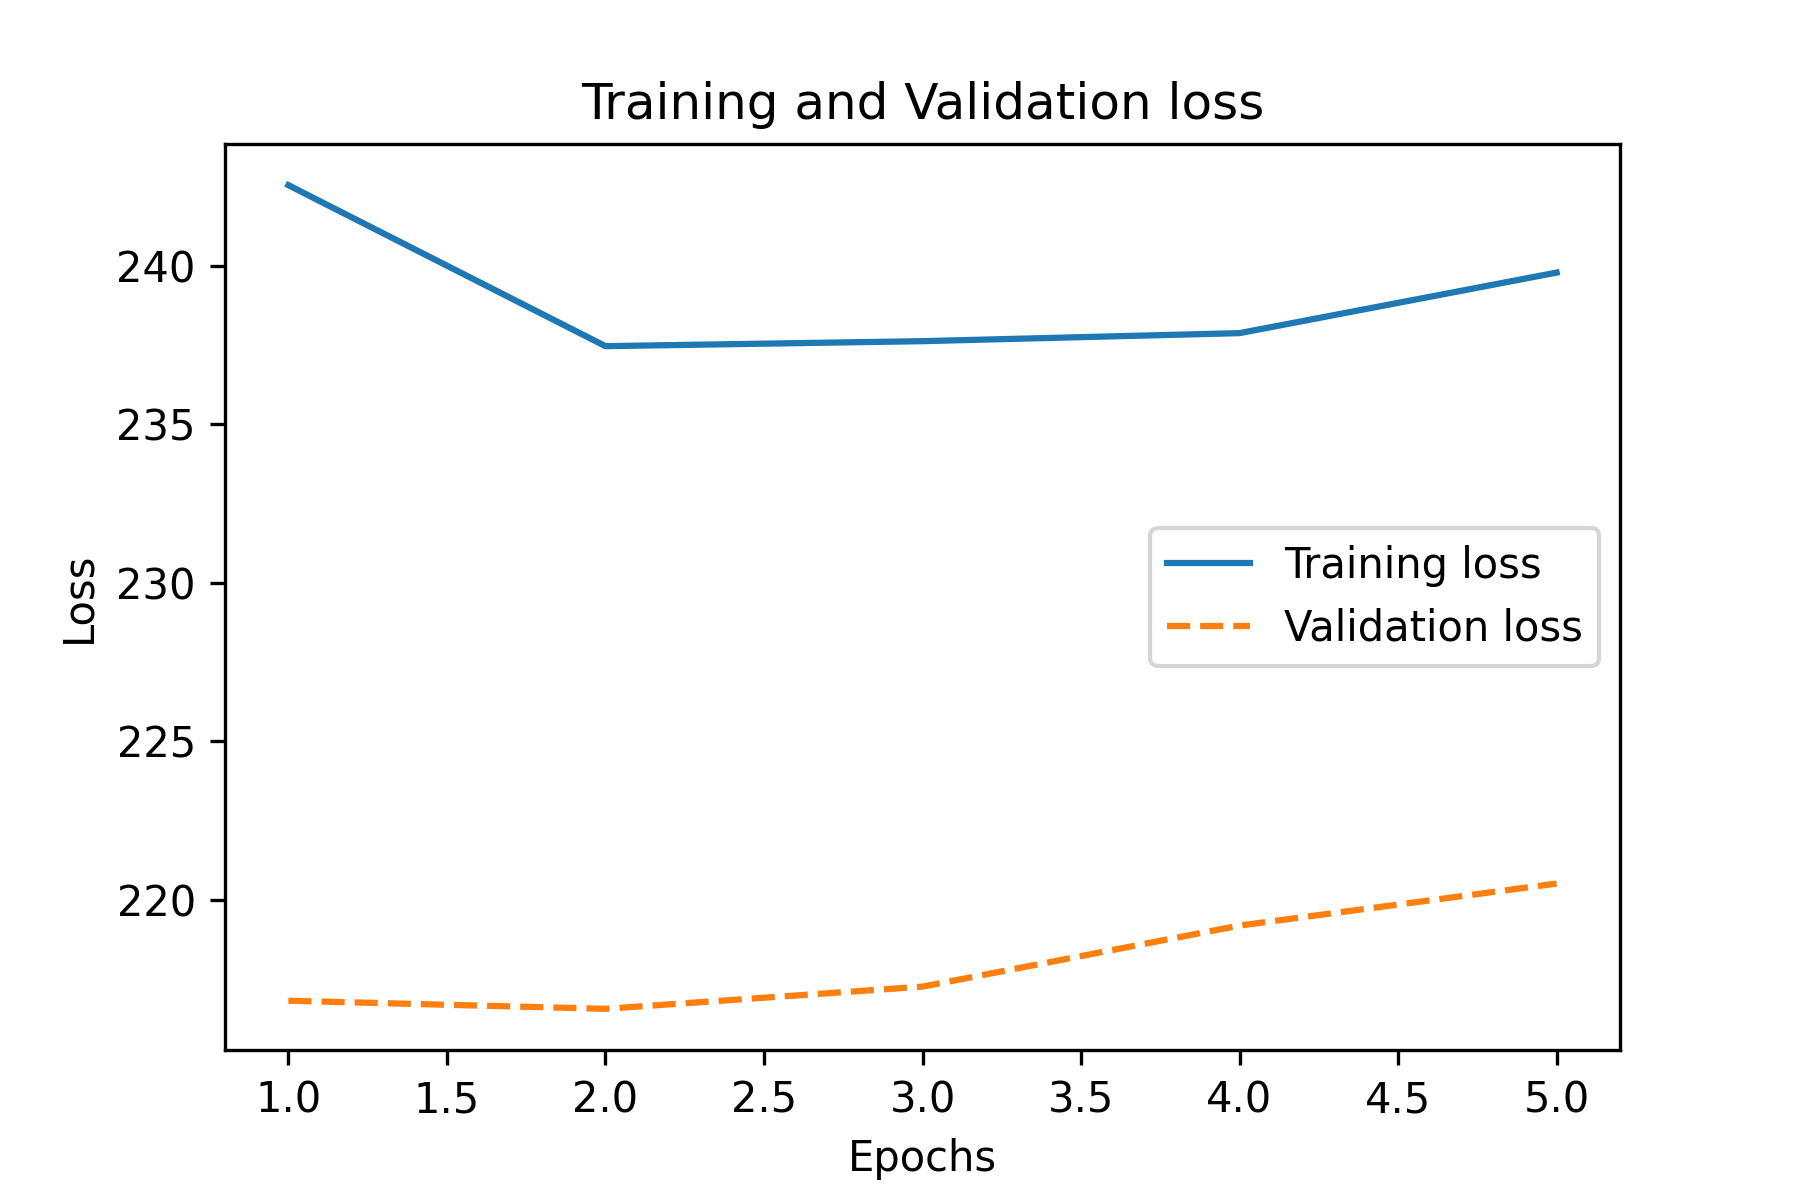 Training and Validation loss
240
235
230
225
220
Loss
Training loss
Validation loss
1.0 1.5 2.0 2.5 3.0 3.5 4.0 4.5 5.0
Epochs